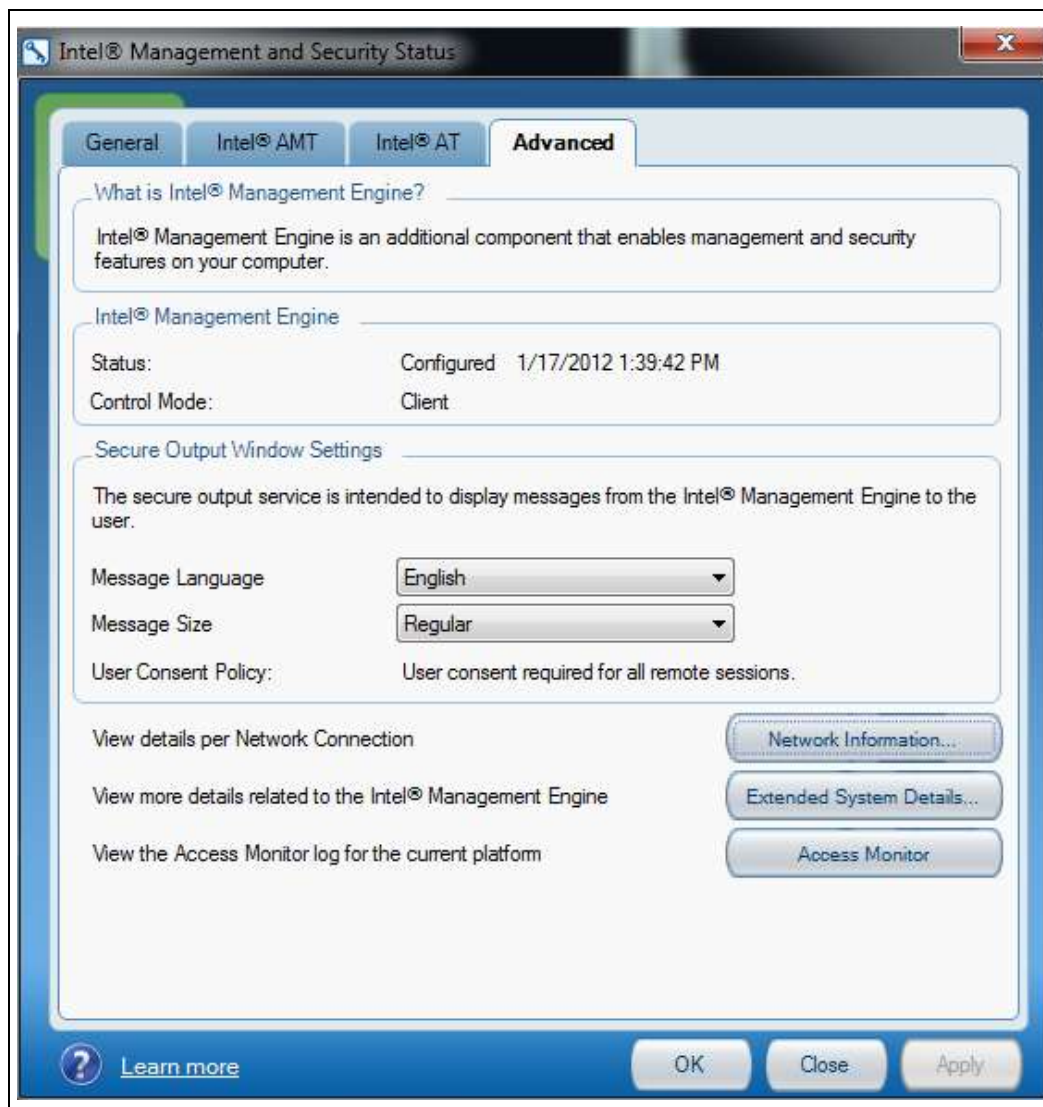 Intel® Management and Security Status
General Intel® AMT Intel® AT Advanced
What is Intel® Management Engine?
Intel® Management Engine is an additional component that enables management and security
features on your computer.
Intel® Management Engine
Status: Configured 1/17/2012 1:39:42 PM
Control Mode: Client
Secure Output Window Settings
The secure output service is intended to display messages from the Intel® Management Engine to the
user.
Message Language English
Message Size Regular
User Consent Policy: User consent required for all remote sessions.
View details per Network Connection Network Information...
View more details related to the Intel® Management Engine Extended System Details...
View the Access Monitor log for the current platform Access Monitor
? Learn more OK Close Apply